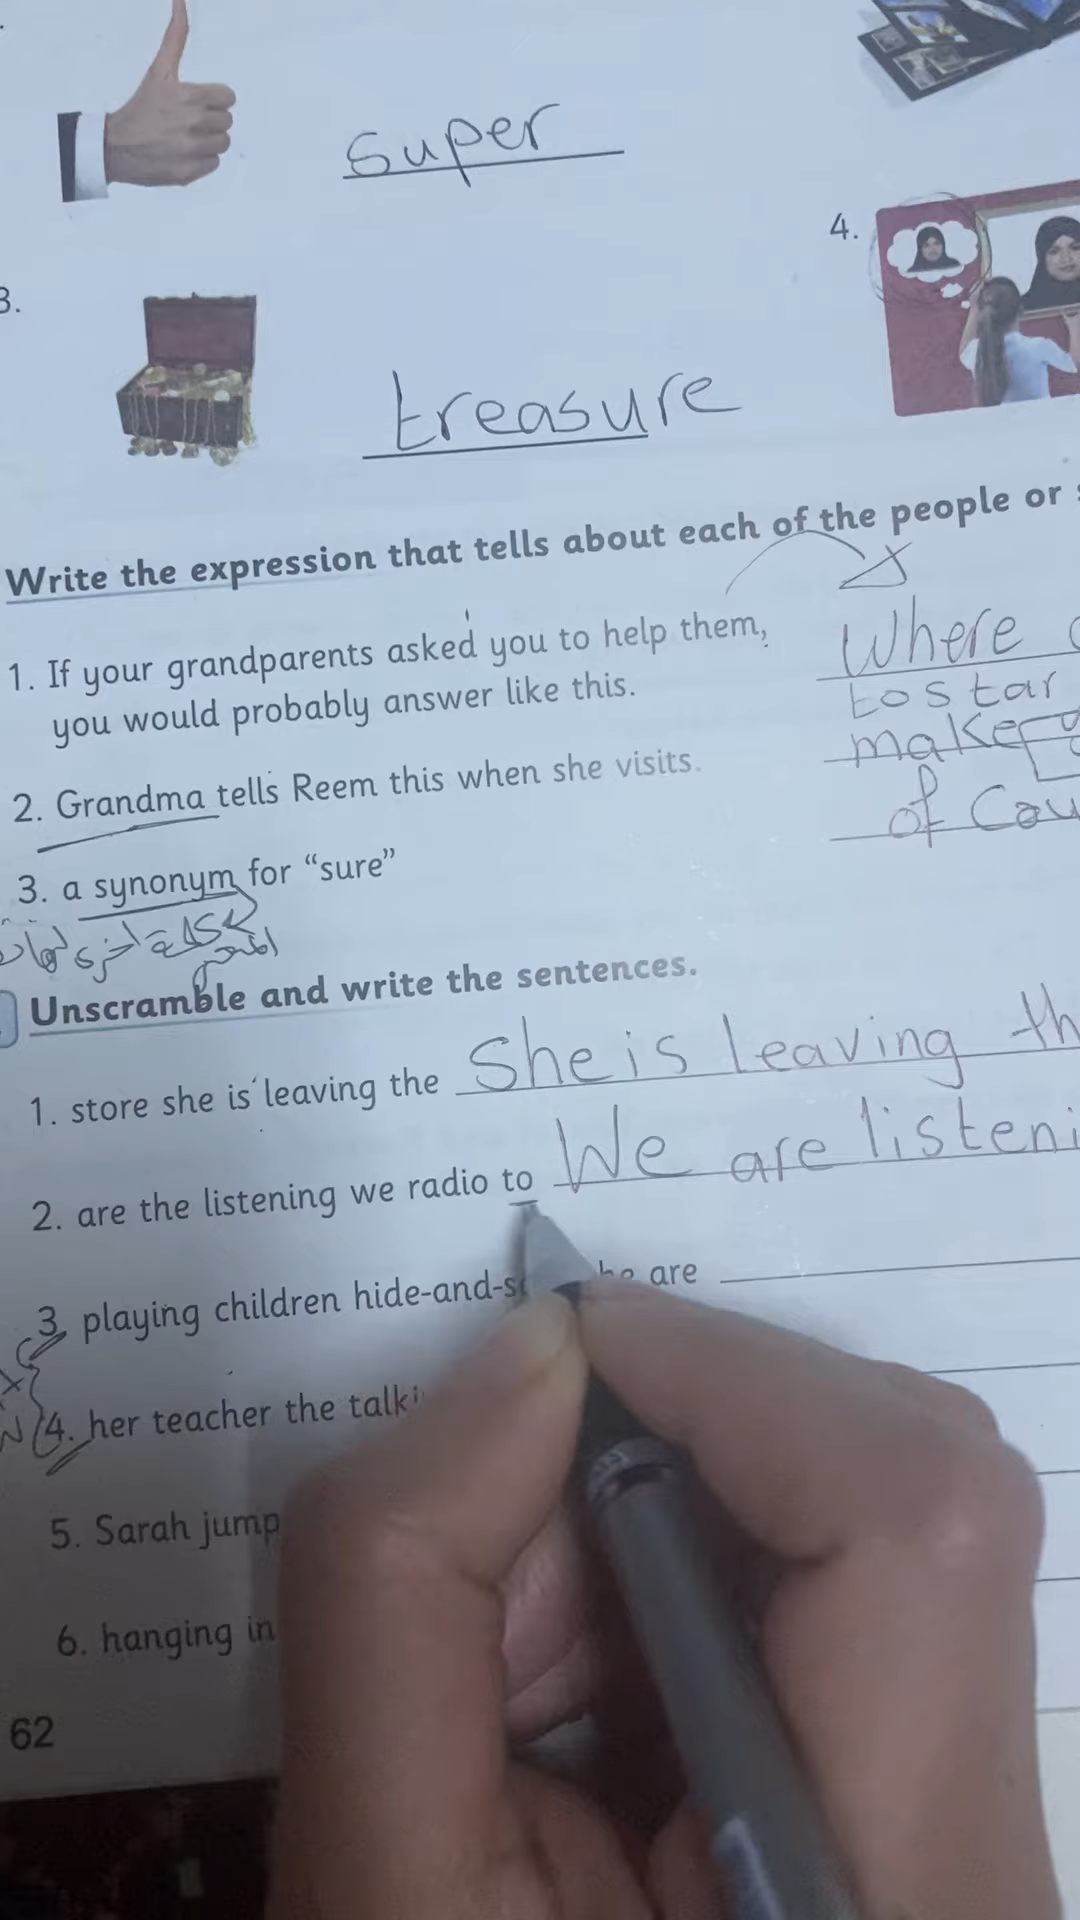 super
4.
3.
treasure
Write the expression that tells about each of the people or
1. If your grandparents asked you to help them,
you would probably answer like this.
Where
to star
make
2. Grandma tells Reem this when she visits.
of Cou
3. a synonym for “sure”
Unscramble and write the sentences.
1. store she is leaving the She is leaving th
2. are the listening we radio to We are listeni
3. playing children hide-and-s are
4. her teacher the talki
5. Sarah jump
6. hanging in
62